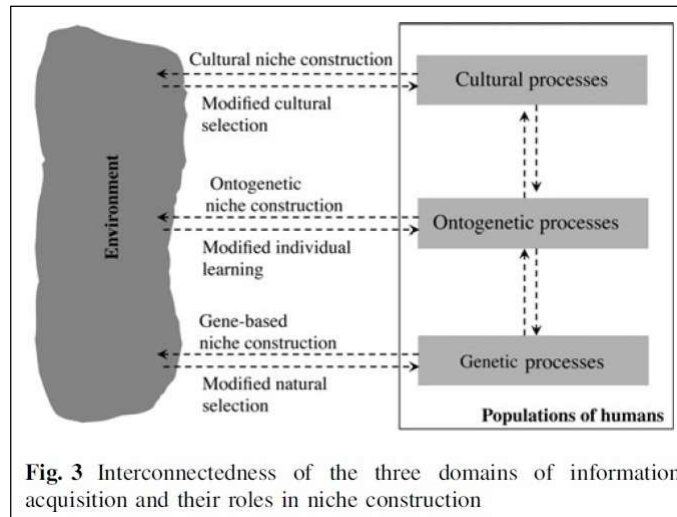 Cultural niche construction
Modified cultural
selection
Cultural processes
Environment
Ontogenetic
niche construction
Modified individual
learning
Ontogenetic processes
Gene-based
niche construction
Modified natural
selection
Genetic processes
Populations of humans
Fig. 3 Interconnectedness of the three domains of information
acquisition and their roles in niche construction